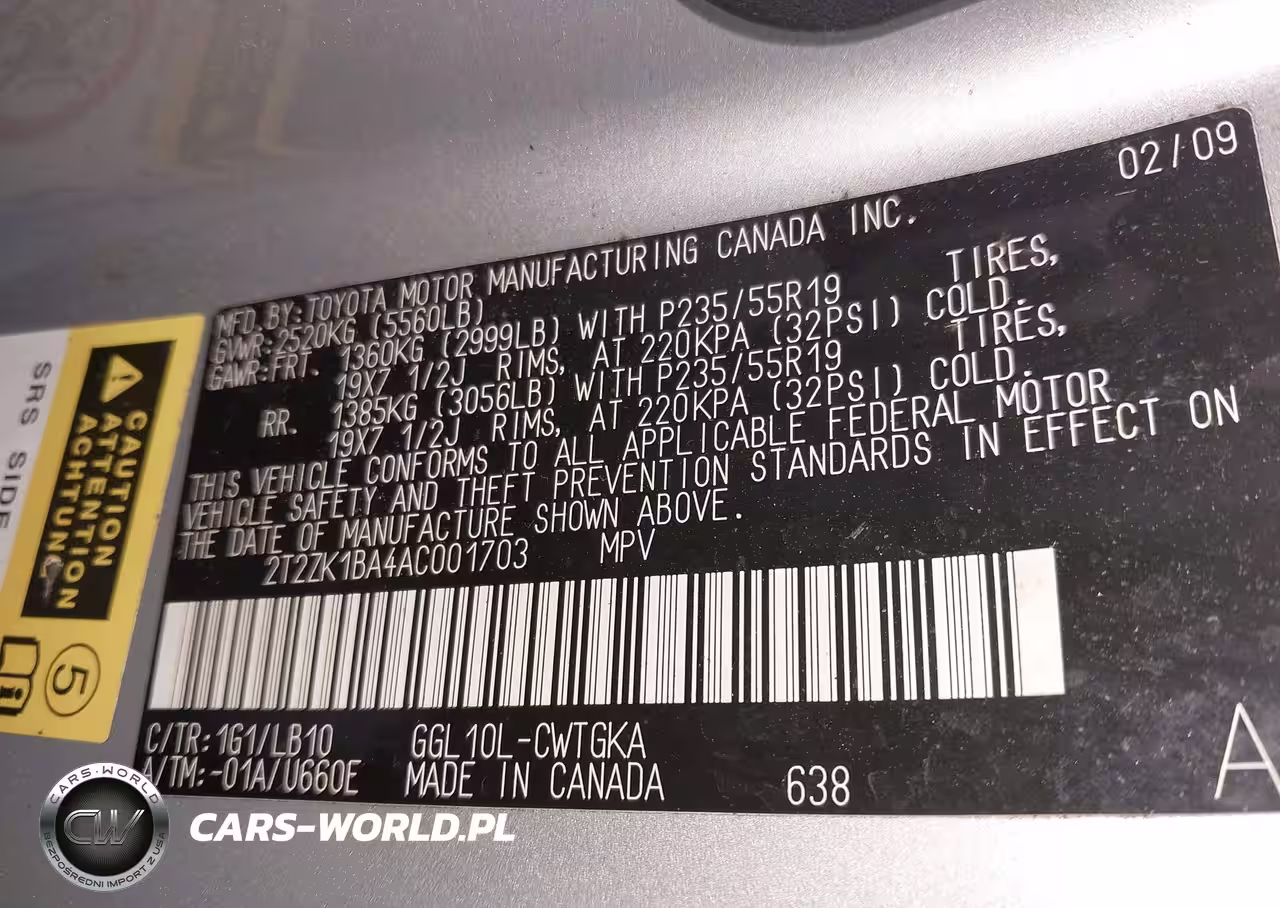 02/09
MFD.BY:TOYOTA MOTOR MANUFACTURING CANADA INC.
GVWR:2520KG (5560LB)
GAWR:FRT. 1360KG (2999LB) WITH P235/55R19 TIRES,
19X7 1/2J RIMS, AT 220KPA (32PSI) COLD.
RR. 1385KG (3056LB) WITH P235/55R19 TIRES,
19X7 1/2J RIMS, AT 220KPA (32PSI) COLD.
THIS VEHICLE CONFORMS TO ALL APPLICABLE FEDERAL MOTOR
VEHICLE SAFETY AND THEFT PREVENTION STANDARDS IN EFFECT ON
THE DATE OF MANUFACTURE SHOWN ABOVE.
2T2ZK1BA4AC001703 MPV
C/TR:1G1/LB10 GGL10L-CWTGKA
A/TM:-01A/U660E MADE IN CANADA 638
A
SRS SIDE
CAUTION
ATTENTION
ACHTUNG
5
CARS-WORLD
CW
BEZPOŚREDNI IMPORT Z USA
CARS-WORLD.PL